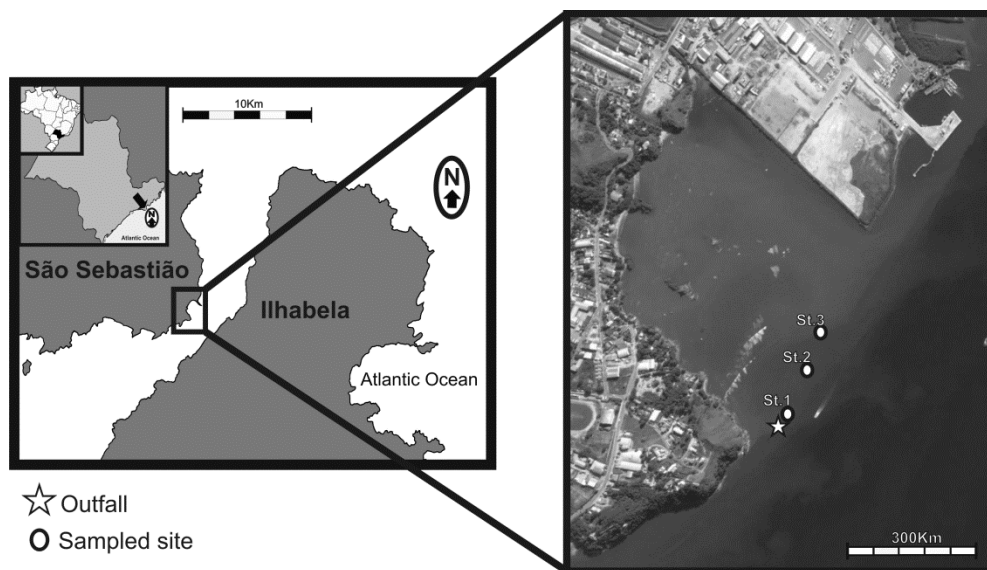 10Km
N
N
Atlantic Ocean
São Sebastião
Ilhabela
Atlantic Ocean
St.3
St.2
St.1
300Km
Outfall
Sampled site